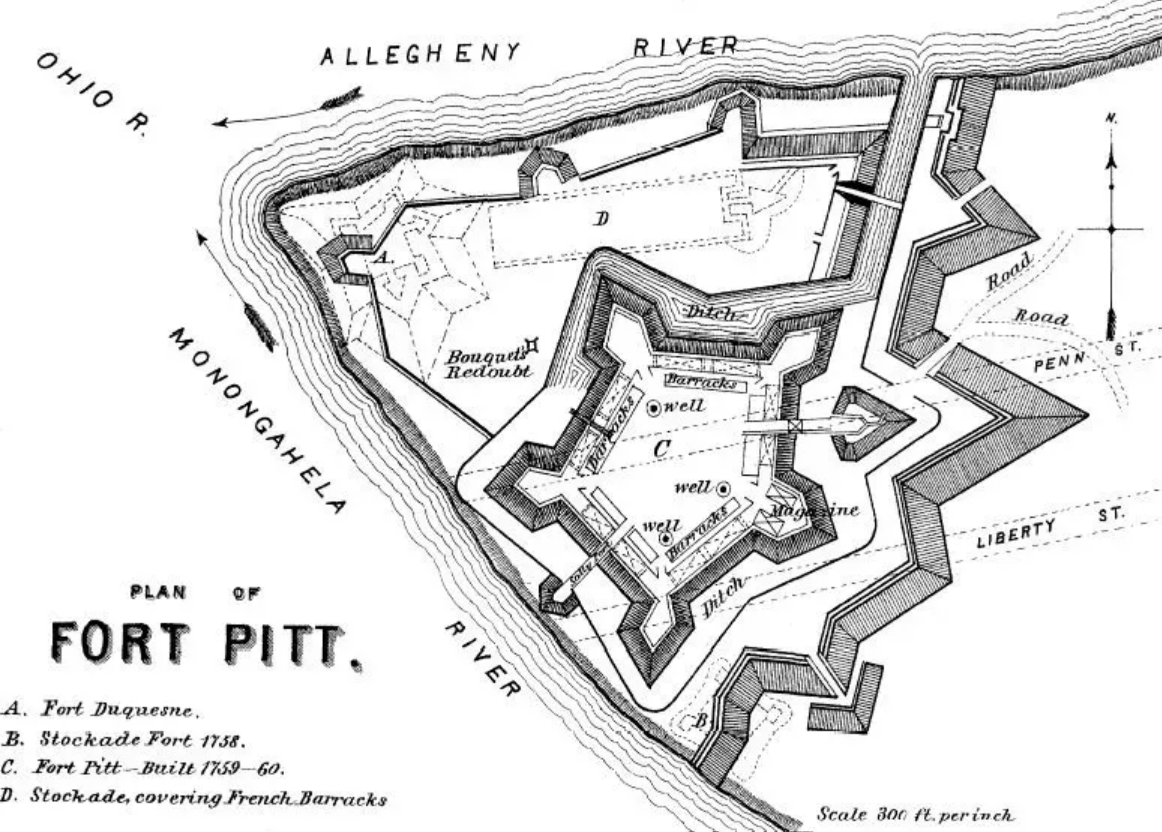 ALLEGHENY RIVER
OHIO R.
N.
D
A
Road
Ditch
Road
Bouquets
Redoubt
PENN ST.
Barracks
well
Barracks
C
well
Magazine
well
Barracks
LIBERTY ST.
Sally
Ditch
MONONGAHELA
RIVER
B
PLAN OF
FORT PITT.
A. Fort Duquesne.
B. Stockade Fort 1758.
C. Fort Pitt - Built 1759-60.
D. Stockade, covering French Barracks
Scale 300 ft. per inch